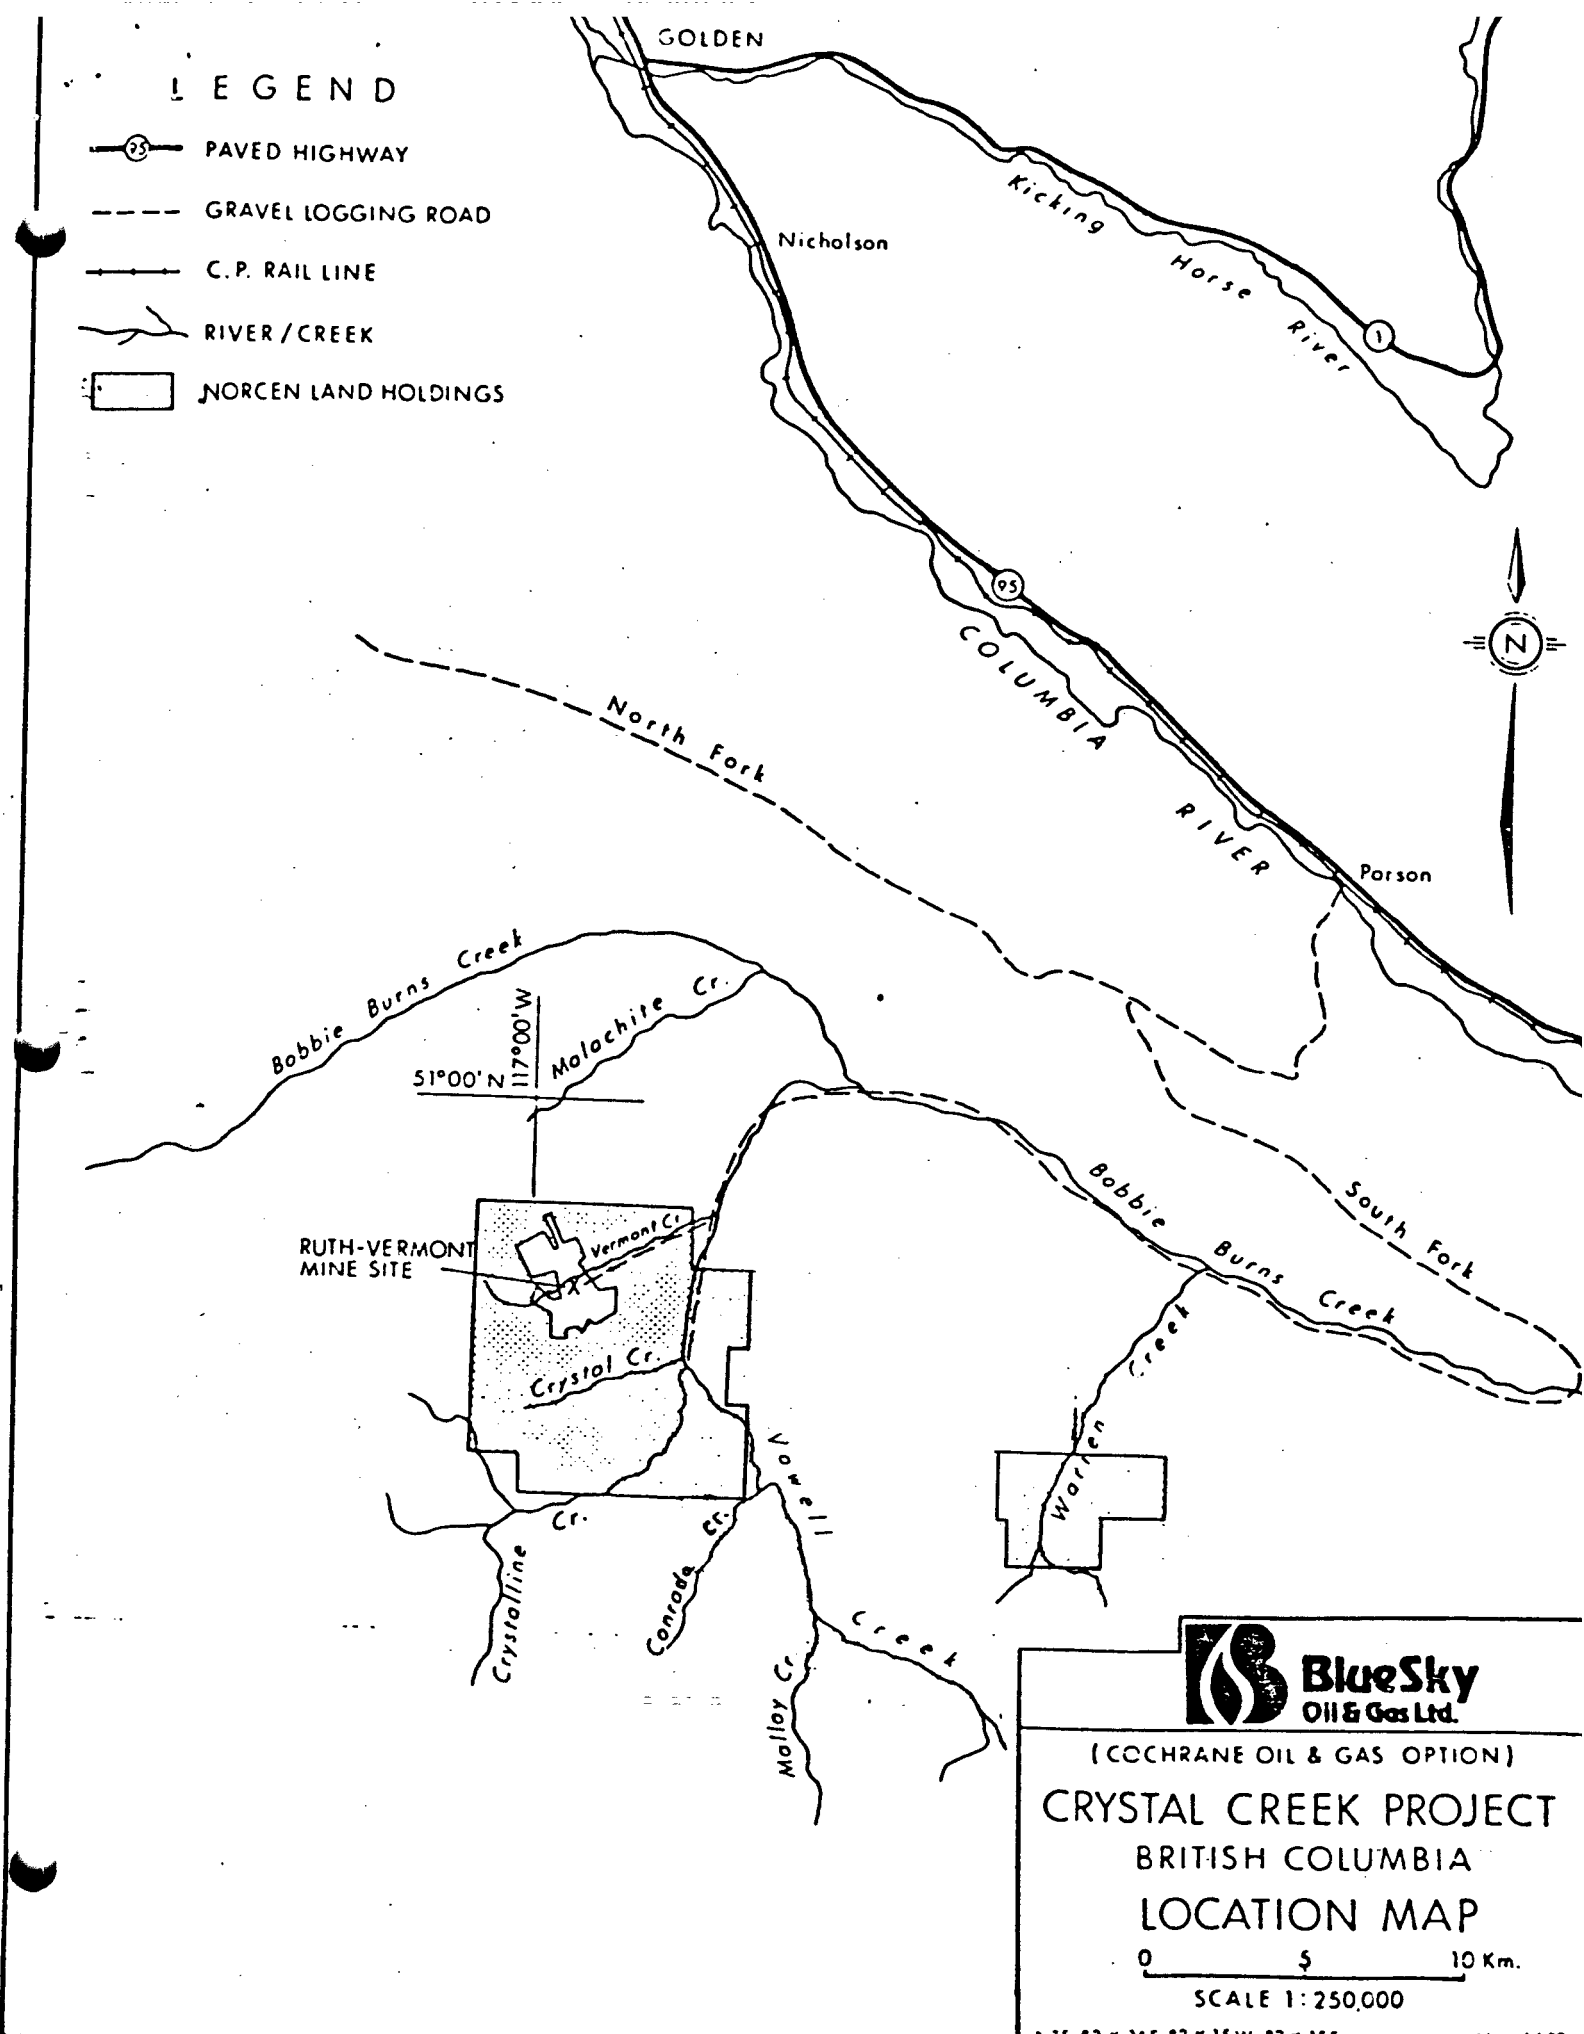 GOLDEN
LEGEND
95 PAVED HIGHWAY
GRAVEL LOGGING ROAD
C.P. RAIL LINE
RIVER/CREEK
NORCEN LAND HOLDINGS
Kicking Horse River
1
Nicholson
95
COLUMBIA RIVER
N
North Fork
Parson
Bobbie Burns Creek
Malachite Cr.
51°00'N
117°00'W
Bobbie Burns Creek
South Fork
RUTH-VERMONT
MINE SITE
Vermont Cr
X
Crystal Cr.
Warren Creek
Vowell Creek
Crystalline Cr.
Conrada Cr.
Malloy Cr.
B
BlueSky
Oil & Gas Ltd.
(COCHRANE OIL & GAS OPTION)
CRYSTAL CREEK PROJECT
BRITISH COLUMBIA
LOCATION MAP
0 5 10 Km.
SCALE 1:250,000